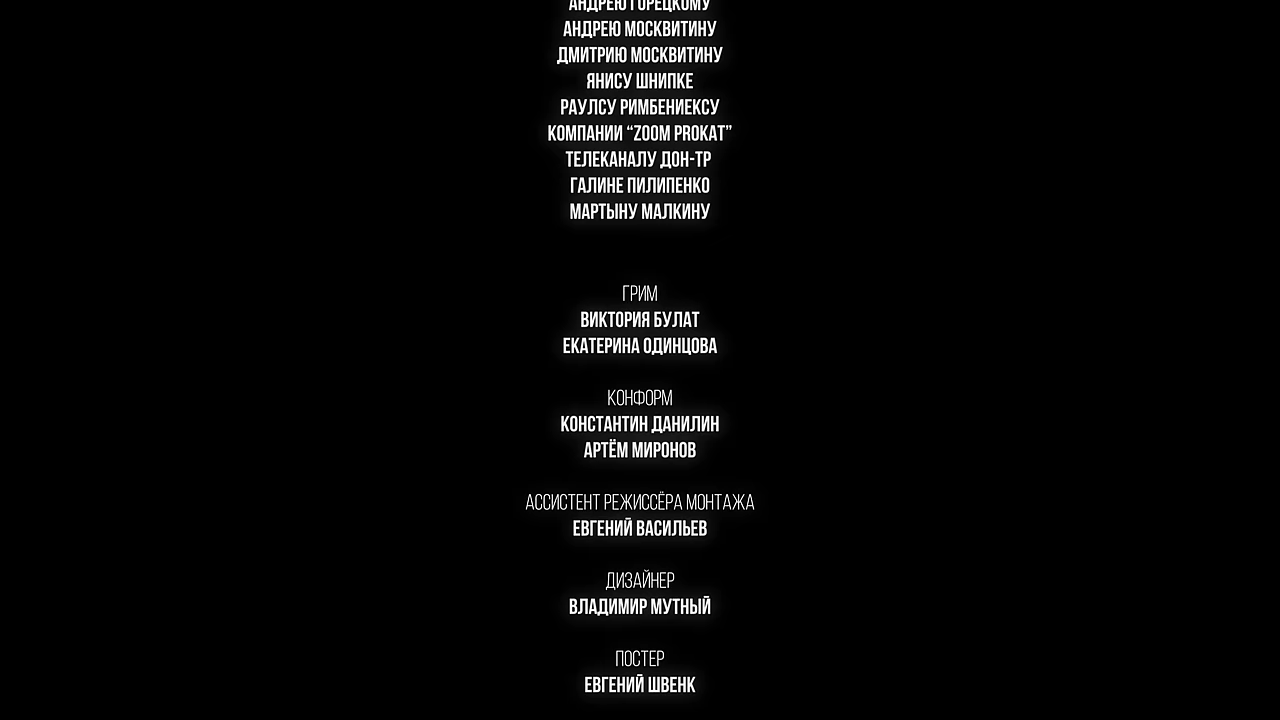 АНДРЕЮ ГОРЕЦКОМУ
АНДРЕЮ МОСКВИТИНУ
ДМИТРИЮ МОСКВИТИНУ
ЯНИСУ ШНИПКЕ
РАУЛСУ РИМБЕНИЕКСУ
КОМПАНИИ “ZOOM PROKAT”
ТЕЛЕКАНАЛУ ДОН-ТР
ГАЛИНЕ ПИЛИПЕНКО
МАРТЫНУ МАЛКИНУ
ГРИМ
ВИКТОРИЯ БУЛАТ
ЕКАТЕРИНА ОДИНЦОВА
КОНФОРМ
КОНСТАНТИН ДАНИЛИН
АРТЁМ МИРОНОВ
АССИСТЕНТ РЕЖИССЁРА МОНТАЖА
ЕВГЕНИЙ ВАСИЛЬЕВ
ДИЗАЙНЕР
ВЛАДИМИР МУТНЫЙ
ПОСТЕР
ЕВГЕНИЙ ШВЕНК